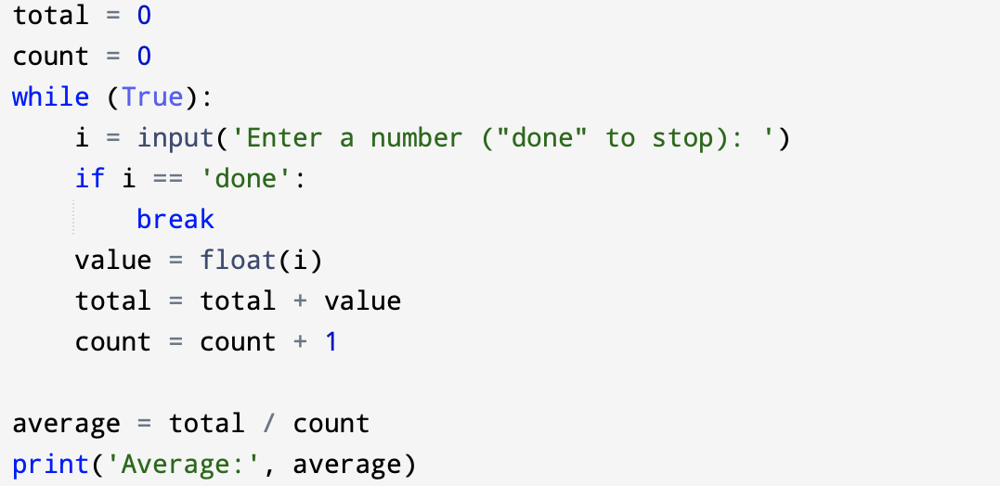 total = 0
count = 0
while (True):
    i = input('Enter a number ("done" to stop): ')
    if i == 'done':
        break
    value = float(i)
    total = total + value
    count = count + 1

average = total / count
print('Average:', average)